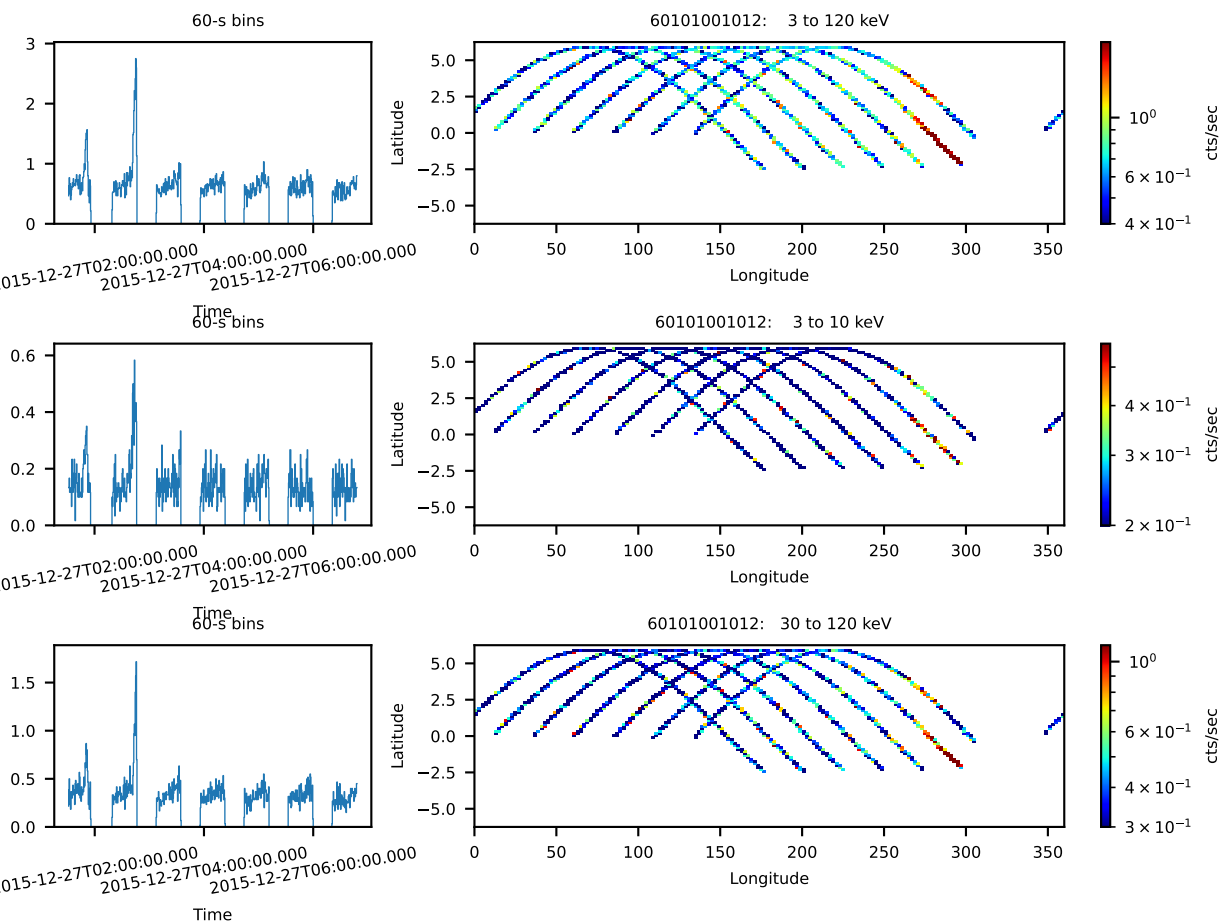 60-s bins
60101001012:    3 to 120 keV
3
2
1
0
5.0
2.5
0.0
−2.5
−5.0
Latitude
10⁰
6 × 10⁻¹
4 × 10⁻¹
cts/sec
0 50 100 150 200 250 300 350
Longitude
015-12-27T02:00:00.000
2015-12-27T04:00:00.000
2015-12-27T06:00:00.000
Time
60-s bins
60101001012:    3 to 10 keV
0.6
0.4
0.2
0.0
5.0
2.5
0.0
−2.5
−5.0
Latitude
4 × 10⁻¹
3 × 10⁻¹
2 × 10⁻¹
cts/sec
0 50 100 150 200 250 300 350
Longitude
015-12-27T02:00:00.000
2015-12-27T04:00:00.000
2015-12-27T06:00:00.000
Time
60-s bins
60101001012:   30 to 120 keV
1.5
1.0
0.5
0.0
5.0
2.5
0.0
−2.5
−5.0
Latitude
10⁰
6 × 10⁻¹
4 × 10⁻¹
3 × 10⁻¹
cts/sec
0 50 100 150 200 250 300 350
Longitude
015-12-27T02:00:00.000
2015-12-27T04:00:00.000
2015-12-27T06:00:00.000
Time